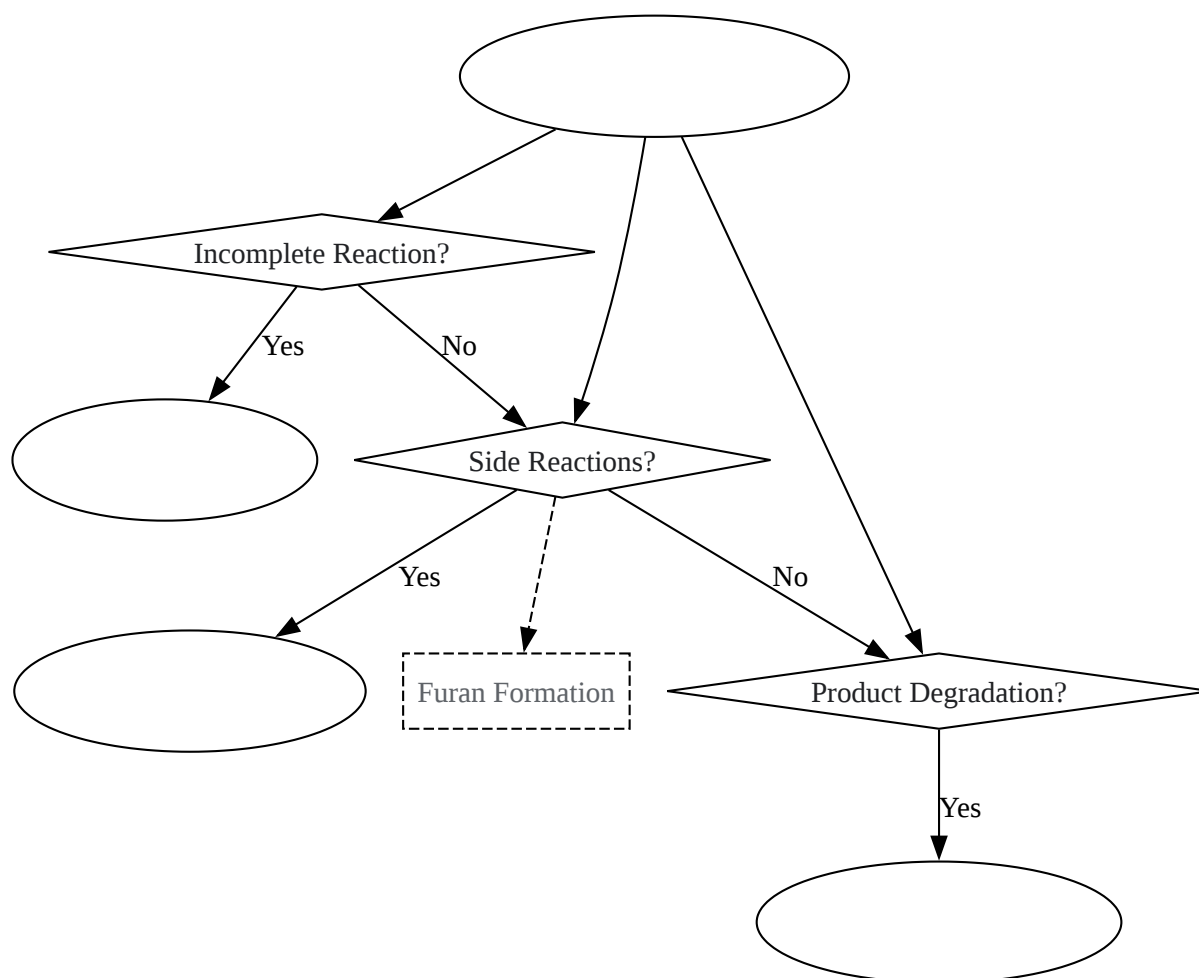 Incomplete Reaction?
Yes
No
Side Reactions?
Yes
No
Furan Formation
Product Degradation?
Yes